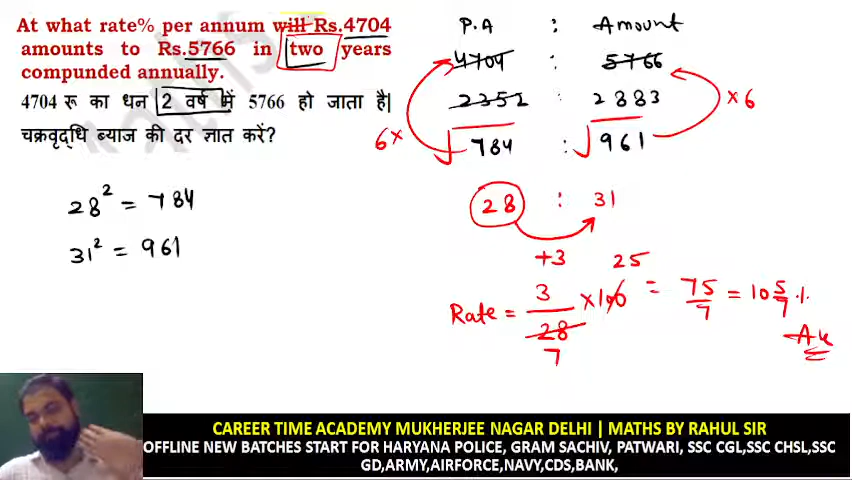 At what rate% per annum will Rs.4704
amounts to Rs.5766 in two years
compunded annually.
4704 रू का धन 2 वर्ष में 5766 हो जाता है|
चक्रवृद्धि ब्याज की दर ज्ञात करें?
28² = 784
31² = 961
P.A : Amount
4704 : 5766
2352 : 2883
6× √784 : √961 ×6
28 : 31
+3
Rate = 3/28 × 100 = 75/7 = 10 5/7 %
25
7
Ans
CAREER TIME ACADEMY MUKHERJEE NAGAR DELHI | MATHS BY RAHUL SIR
OFFLINE NEW BATCHES START FOR HARYANA POLICE, GRAM SACHIV, PATWARI, SSC CGL,SSC CHSL,SSC
GD,ARMY,AIRFORCE,NAVY,CDS,BANK,